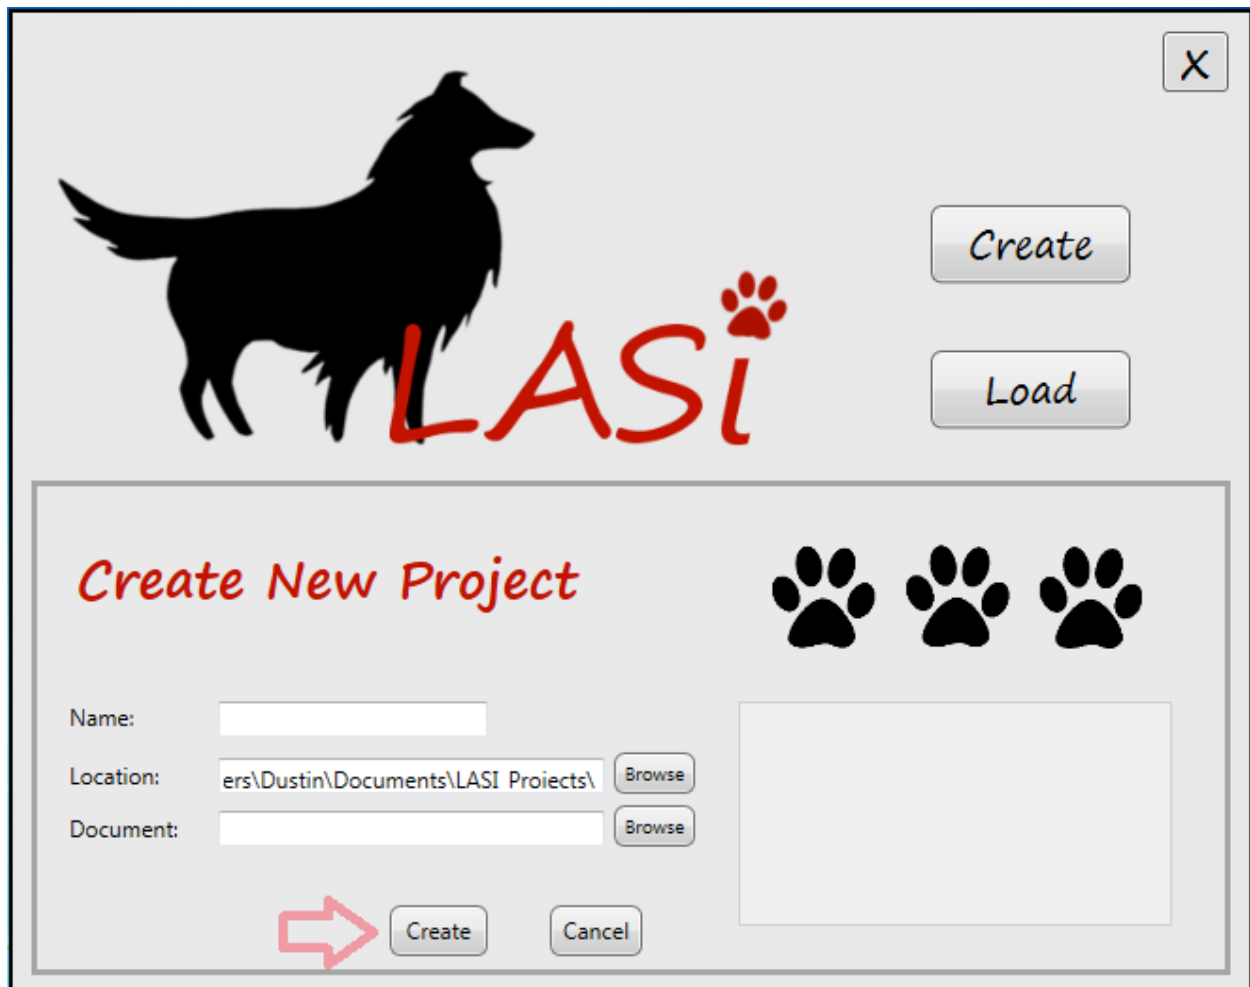 X
Create
LASi
Load
Create New Project
Name:
Location:
ers\Dustin\Documents\LASI Projects\
Browse
Document:
Browse
Create
Cancel